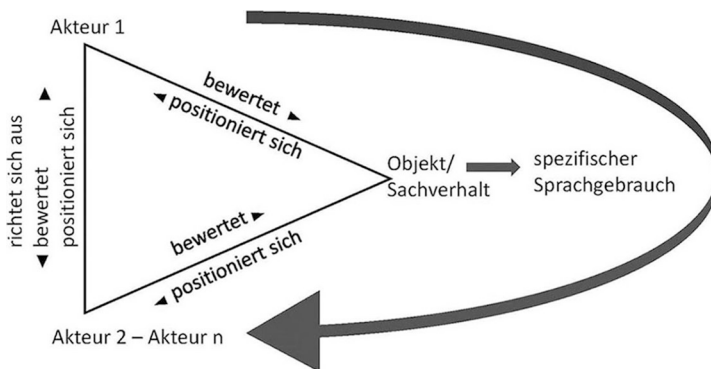 Akteur 1
bewertet
positioniert sich
richtet sich aus
bewertet
positioniert sich
Objekt/
Sachverhalt
spezifischer
Sprachgebrauch
bewertet
positioniert sich
Akteur 2 – Akteur n